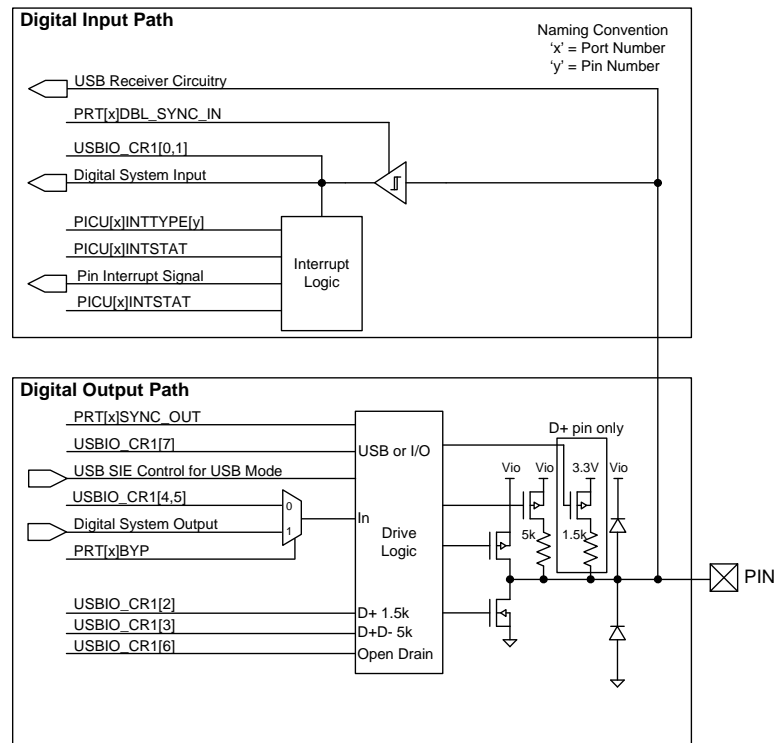 Digital Input Path
Naming Convention
‘x’ = Port Number
‘y’ = Pin Number
USB Receiver Circuitry
PRT[x]DBL_SYNC_IN
USBIO_CR1[0,1]
Digital System Input
PICU[x]INTTYPE[y]
PICU[x]INTSTAT
Pin Interrupt Signal
PICU[x]INTSTAT
Interrupt
Logic
Digital Output Path
PRT[x]SYNC_OUT
USBIO_CR1[7]
USB SIE Control for USB Mode
USBIO_CR1[4,5]
Digital System Output
PRT[x]BYP
0
1
USBIO_CR1[2]
USBIO_CR1[3]
USBIO_CR1[6]
USB or I/O
In
Drive
Logic
D+ 1.5k
D+D- 5k
Open Drain
D+ pin only
Vio Vio 3.3V Vio
5k 1.5k
PIN